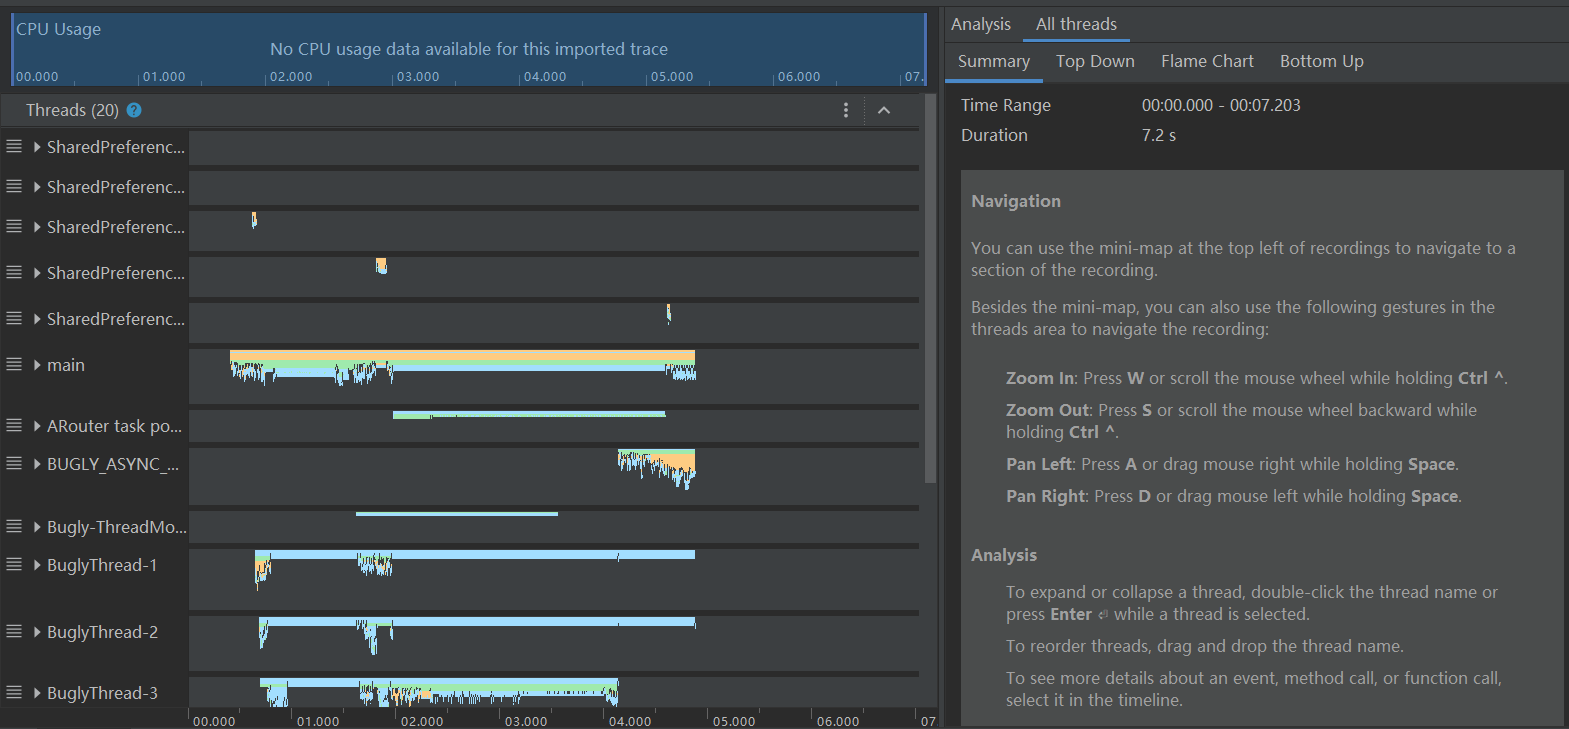 CPU Usage
No CPU usage data available for this imported trace
00.000 01.000 02.000 03.000 04.000 05.000 06.000 07.
Threads (20) ?
SharedPreferenc...
SharedPreferenc...
SharedPreferenc...
SharedPreferenc...
SharedPreferenc...
main
ARouter task po...
BUGLY_ASYNC_...
Bugly-ThreadMo...
BuglyThread-1
BuglyThread-2
BuglyThread-3
00.000 01.000 02.000 03.000 04.000 05.000 06.000 07
Analysis All threads
Summary Top Down Flame Chart Bottom Up
Time Range 00:00.000 - 00:07.203
Duration 7.2 s
Navigation
You can use the mini-map at the top left of recordings to navigate to a
section of the recording.
Besides the mini-map, you can also use the following gestures in the
threads area to navigate the recording:
Zoom In: Press W or scroll the mouse wheel while holding Ctrl ^.
Zoom Out: Press S or scroll the mouse wheel backward while
holding Ctrl ^.
Pan Left: Press A or drag mouse right while holding Space.
Pan Right: Press D or drag mouse left while holding Space.
Analysis
To expand or collapse a thread, double-click the thread name or
press Enter ⏎ while a thread is selected.
To reorder threads, drag and drop the thread name.
To see more details about an event, method call, or function call,
select it in the timeline.